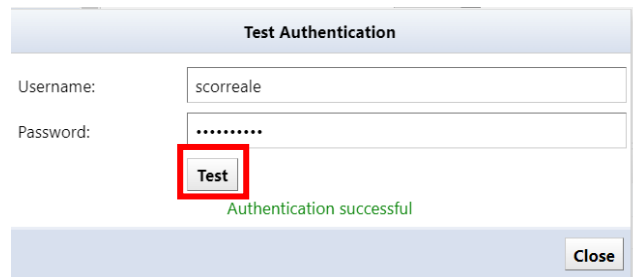 Test Authentication
Username: scorreale
Password: ••••••••••
Test
Authentication successful
Close